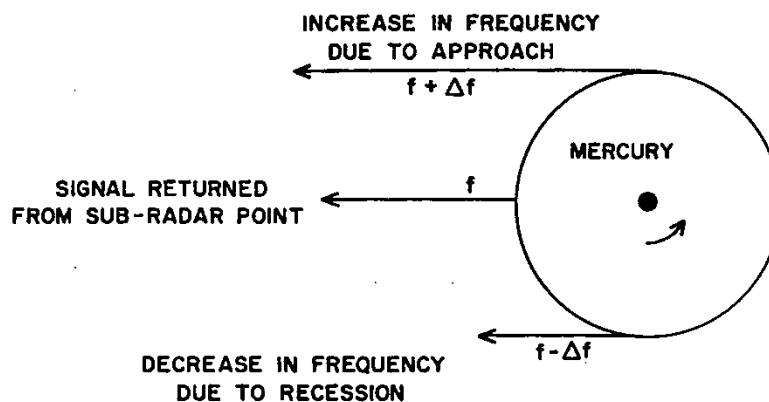 INCREASE IN FREQUENCY
DUE TO APPROACH
f + Δf
MERCURY
SIGNAL RETURNED
FROM SUB-RADAR POINT
f
f-Δf
DECREASE IN FREQUENCY
DUE TO RECESSION